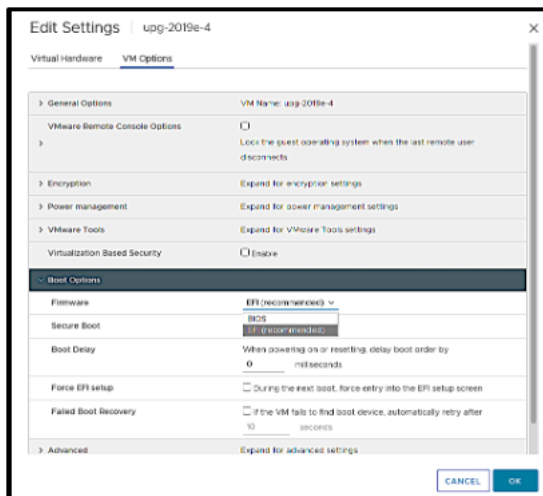 Edit Settings | upg-2019e-4
Virtual Hardware VM Options
General Options VM Name: upg-2019e-4
VMware Remote Console Options
Lock the guest operating system when the last remote user
disconnects
Encryption Expand for encryption settings
Power management Expand for power management settings
VMware Tools Expand for VMware Tools settings
Virtualization Based Security Enable
Boot Options
Firmware EFI (recommended)
BIOS
Secure Boot EFI (recommended)
Boot Delay When powering on or resetting, delay boot order by
0 milliseconds
Force EFI setup During the next boot, force entry into the EFI setup screen
Failed Boot Recovery If the VM fails to find boot device, automatically retry after
10 seconds
Advanced Expand for advanced settings
CANCEL OK